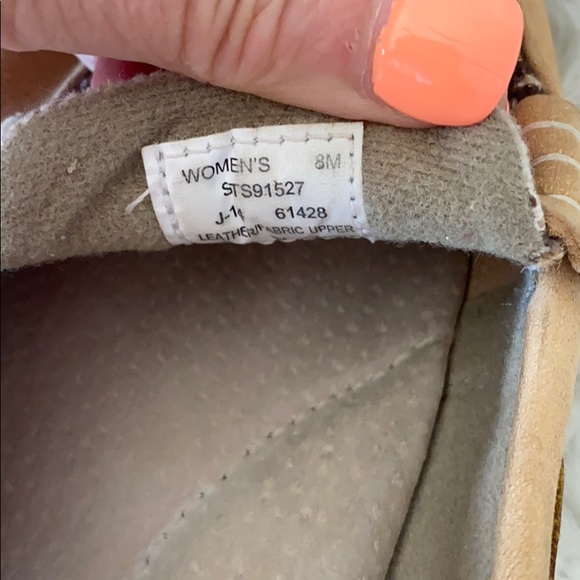 WOMEN'S 8M
STS91527
61428
LEATHER/FABRIC UPPER